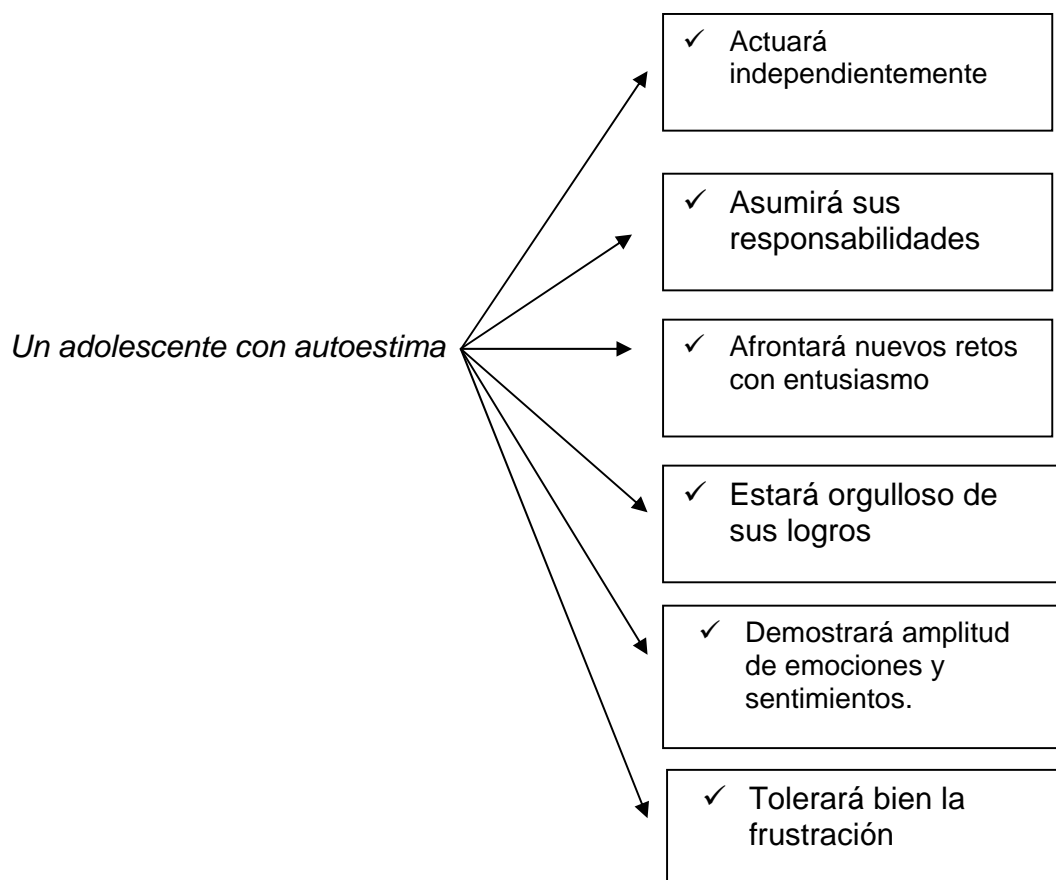 ✓ Actuará
independientemente
✓ Asumirá sus
responsabilidades
Un adolescente con autoestima
✓ Afrontará nuevos retos
con entusiasmo
✓ Estará orgulloso de
sus logros
✓ Demostrará amplitud
de emociones y
sentimientos.
✓ Tolerará bien la
frustración